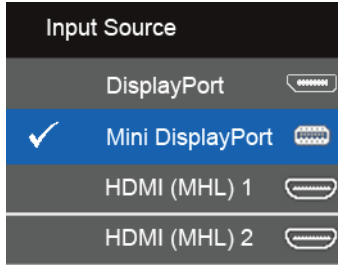 Input Source
DisplayPort
Mini DisplayPort
HDMI (MHL) 1
HDMI (MHL) 2